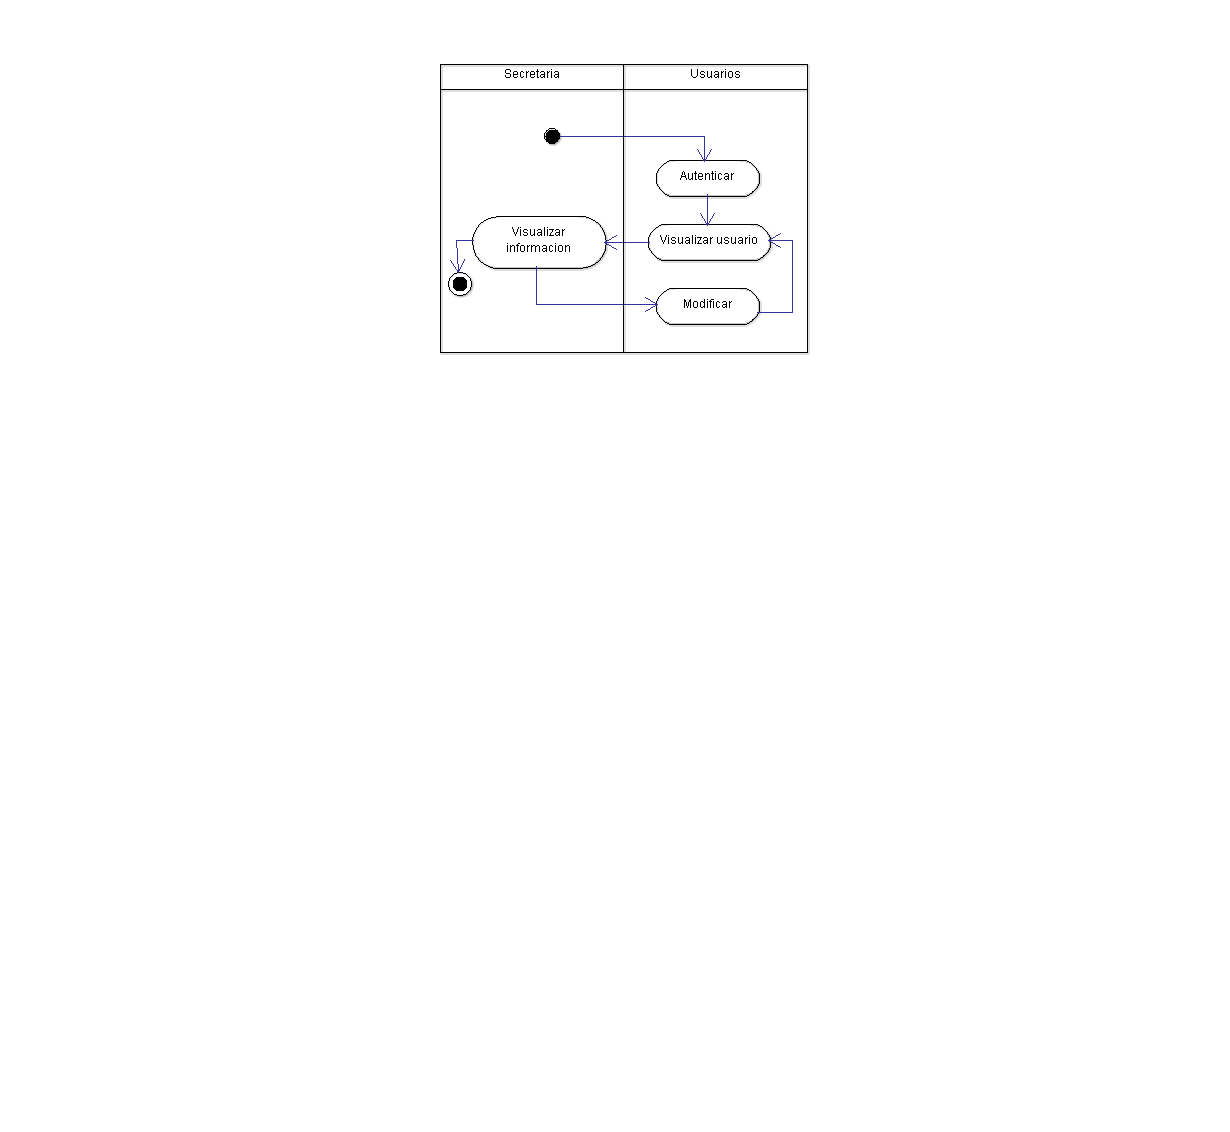 Secretaria
Usuarios
Autenticar
Visualizar
informacion
Visualizar usuario
Modificar